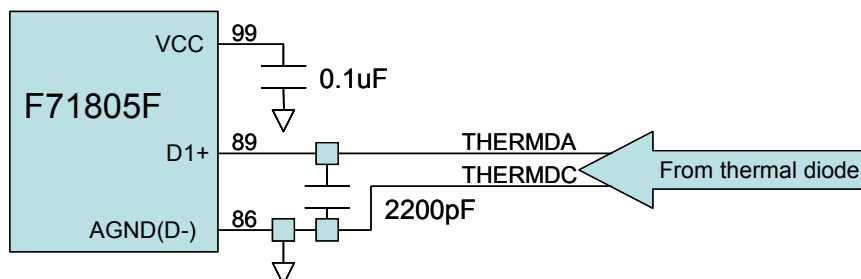 VCC
99
0.1uF
F71805F
D1+
89
THERMDA
THERMDC
From thermal diode
2200pF
AGND(D-)
86